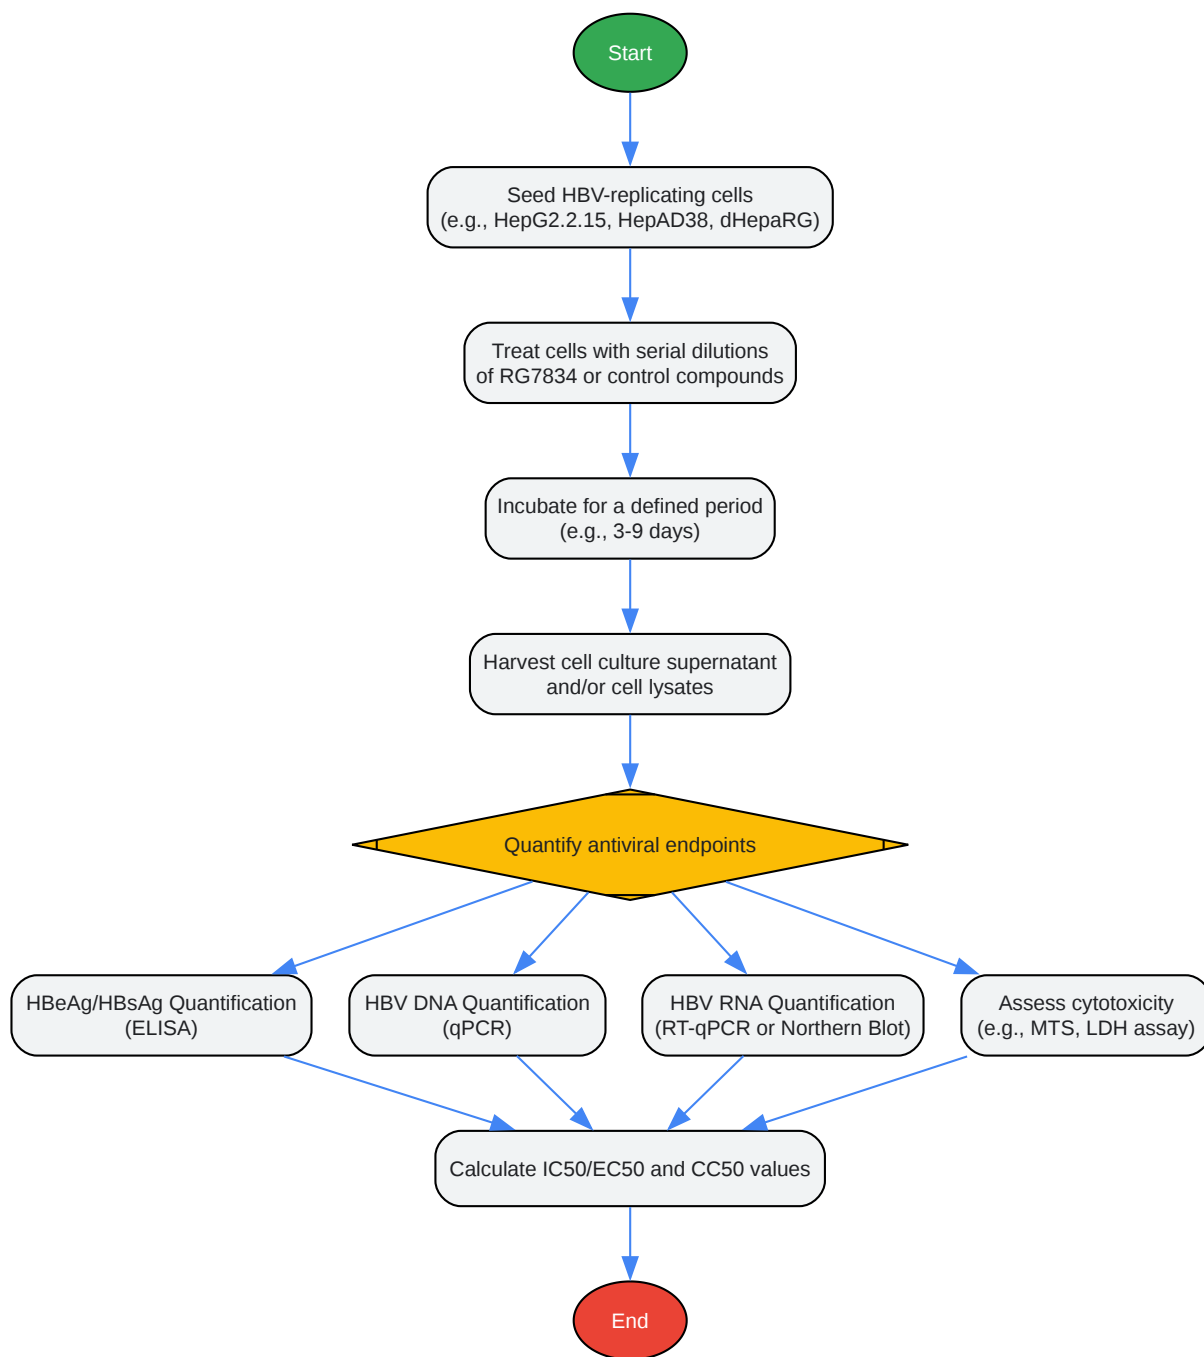 Start
Seed HBV-replicating cells
(e.g., HepG2.2.15, HepAD38, dHepaRG)
Treat cells with serial dilutions
of RG7834 or control compounds
Incubate for a defined period
(e.g., 3-9 days)
Harvest cell culture supernatant
and/or cell lysates
Quantify antiviral endpoints
HBeAg/HBsAg Quantification
(ELISA)
HBV DNA Quantification
(qPCR)
HBV RNA Quantification
(RT-qPCR or Northern Blot)
Assess cytotoxicity
(e.g., MTS, LDH assay)
Calculate IC50/EC50 and CC50 values
End